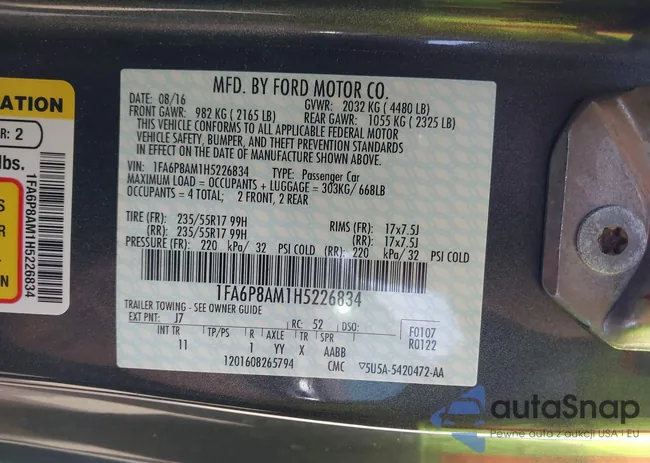 ATION
R: 2
lbs.
S
R
1FA6P8AM1H5226834
MFD. BY FORD MOTOR CO.
DATE: 08/16 GVWR: 2032 KG (4480 LB)
FRONT GAWR: 982 KG (2165 LB) REAR GAWR: 1055 KG (2325 LB)
THIS VEHICLE CONFORMS TO ALL APPLICABLE FEDERAL MOTOR
VEHICLE SAFETY, BUMPER, AND THEFT PREVENTION STANDARDS
IN EFFECT ON THE DATE OF MANUFACTURE SHOWN ABOVE.
VIN: 1FA6P8AM1H5226834 TYPE: Passenger Car
MAXIMUM LOAD = OCCUPANTS + LUGGAGE = 303KG/ 668LB
OCCUPANTS = 4 TOTAL; 2 FRONT, 2 REAR
TIRE (FR): 235/55R17 99H RIMS (FR): 17x7.5J
(RR): 235/55R17 99H (RR): 17x7.5J
PRESSURE (FR): 220 kPa/ 32 PSI COLD (RR): 220 kPa/ 32 PSI COLD
1FA6P8AM1H5226834
TRAILER TOWING - SEE OWNER GUIDE
EXT PNT: J7 RC: 52 DSO: F0107
INT TR TP/PS R AXLE TR SPR R0122
11 1 YY X AABB
1201608265794 CMC ▽5U5A-5420472-AA
autoSnap
Pewne auta z aukcji USA i EU